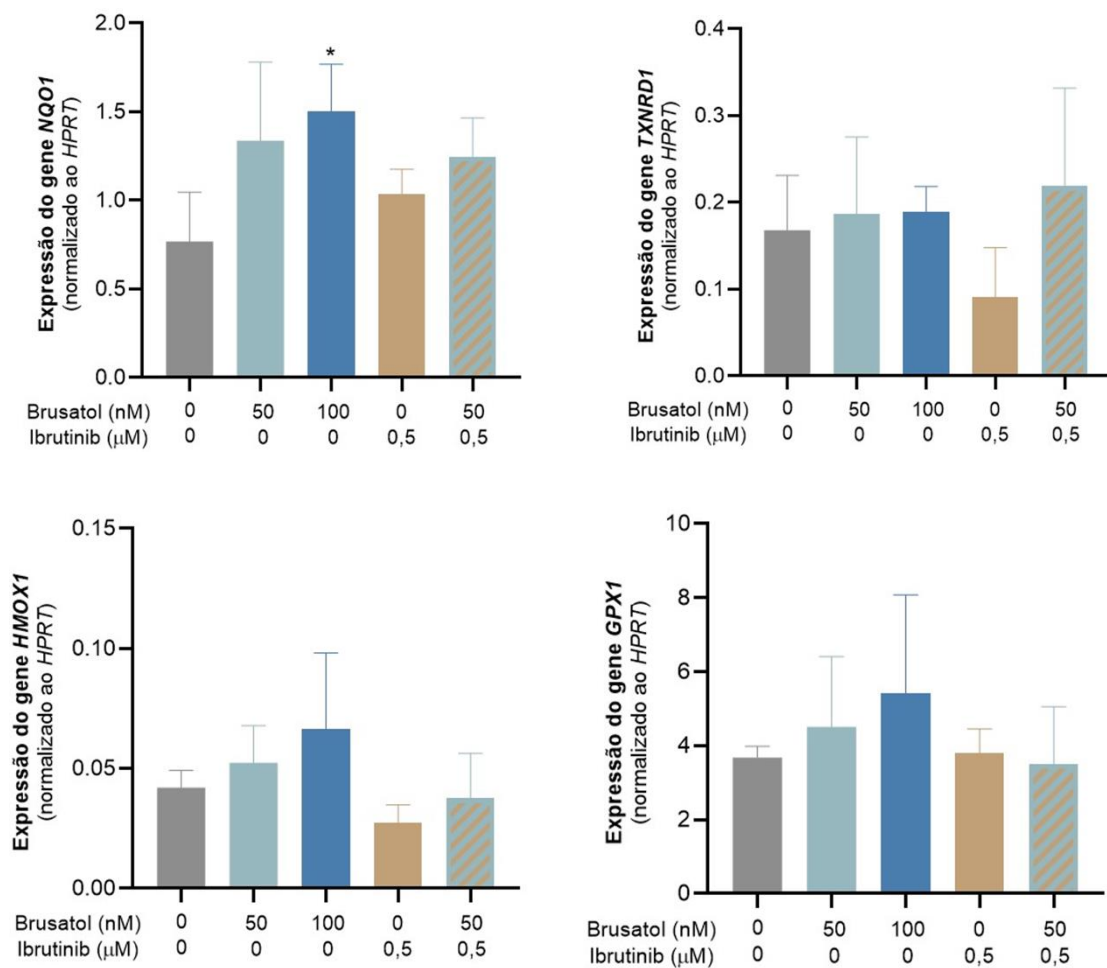 Expressão do gene NQO1
(normalizado ao HPRT)
2.0
1.5
1.0
0.5
0.0
*
Brusatol (nM) 0 50 100 0 50
Ibrutinib (μM) 0 0 0 0,5 0,5
Expressão do gene TXNRD1
(normalizado ao HPRT)
0.4
0.3
0.2
0.1
0.0
Brusatol (nM) 0 50 100 0 50
Ibrutinib (μM) 0 0 0 0,5 0,5
Expressão do gene HMOX1
(normalizado ao HPRT)
0.15
0.10
0.05
0.00
Brusatol (nM) 0 50 100 0 50
Ibrutinib (μM) 0 0 0 0,5 0,5
Expressão do gene GPX1
(normalizado ao HPRT)
10
8
6
4
2
0
Brusatol (nM) 0 50 100 0 50
Ibrutinib (μM) 0 0 0 0,5 0,5